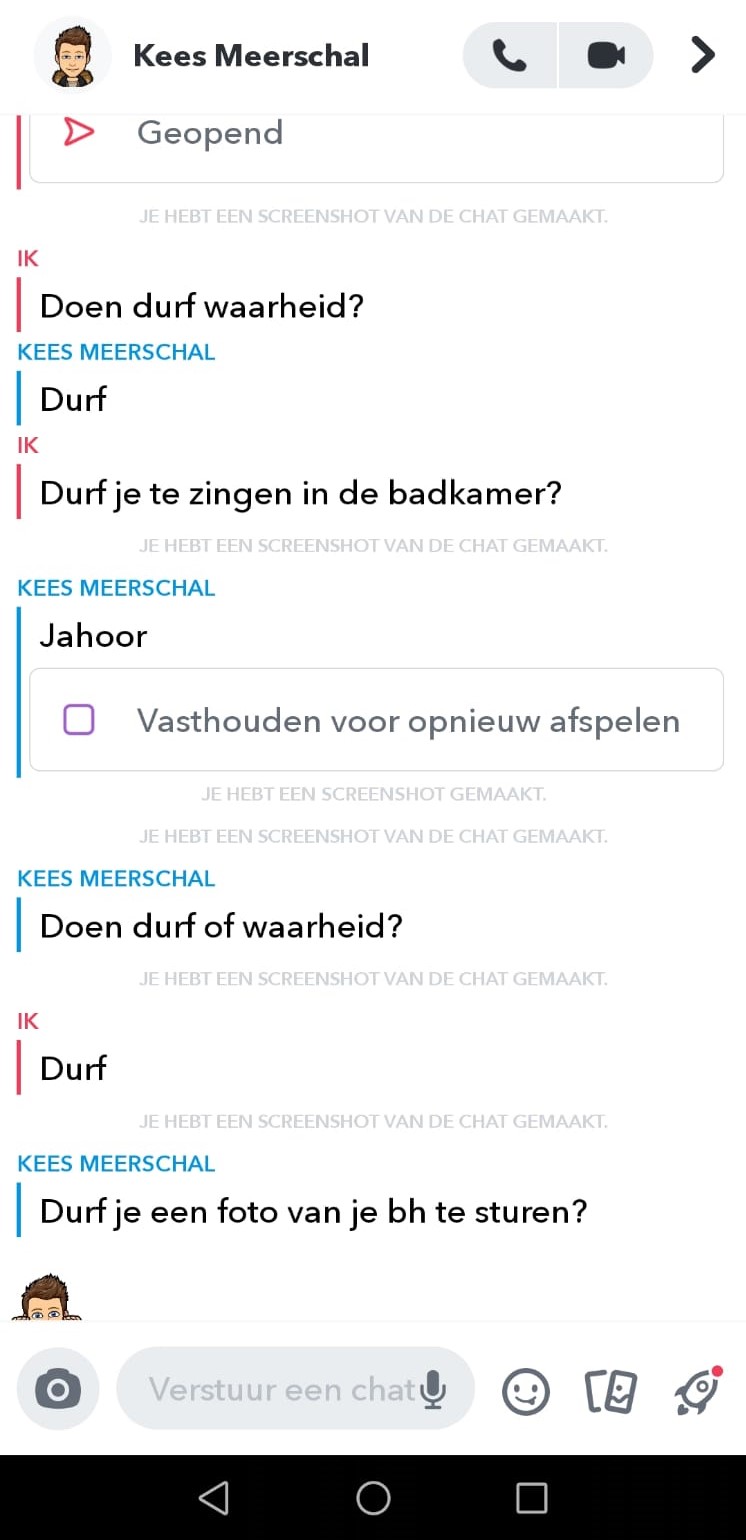 Kees Meerschal
Geopend
JE HEBT EEN SCREENSHOT VAN DE CHAT GEMAAKT.
IK
Doen durf waarheid?
KEES MEERSCHAL
Durf
IK
Durf je te zingen in de badkamer?
JE HEBT EEN SCREENSHOT VAN DE CHAT GEMAAKT.
KEES MEERSCHAL
Jahoor
Vasthouden voor opnieuw afspelen
JE HEBT EEN SCREENSHOT GEMAAKT.
JE HEBT EEN SCREENSHOT VAN DE CHAT GEMAAKT.
KEES MEERSCHAL
Doen durf of waarheid?
JE HEBT EEN SCREENSHOT VAN DE CHAT GEMAAKT.
IK
Durf
JE HEBT EEN SCREENSHOT VAN DE CHAT GEMAAKT.
KEES MEERSCHAL
Durf je een foto van je bh te sturen?
Verstuur een chat